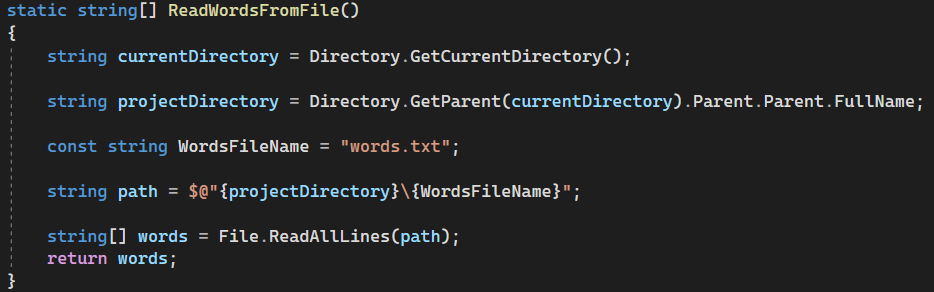 static string[] ReadWordsFromFile()
{
string currentDirectory = Directory.GetCurrentDirectory();
string projectDirectory = Directory.GetParent(currentDirectory).Parent.Parent.FullName;
const string WordsFileName = "words.txt";
string path = $@"{projectDirectory}\{WordsFileName}";
string[] words = File.ReadAllLines(path);
return words;
}